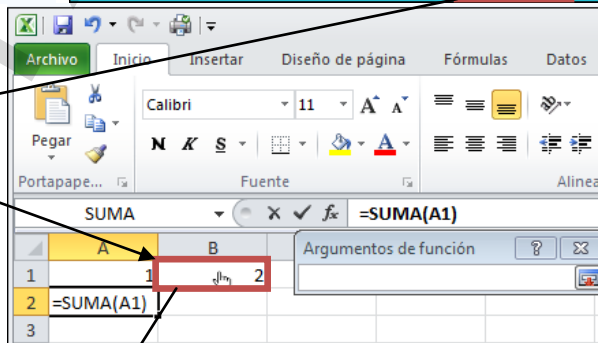 Archivo Inicio Insertar Diseño de página Fórmulas Datos
Calibri 11 A A
Pegar N K S A
Portapape... Fuente Alinea
SUMA fx =SUMA(A1)
A B Argumentos de función
1 1 2
2 =SUMA(A1)
3